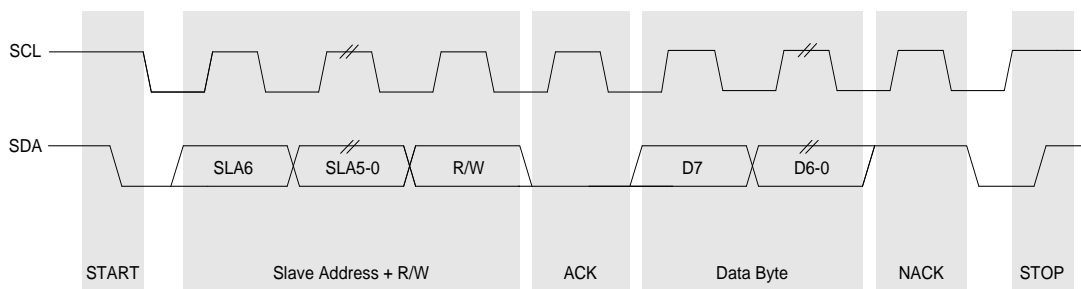 SCL
SDA
SLA6 SLA5-0 R/W D7 D6-0
START Slave Address + R/W ACK Data Byte NACK STOP